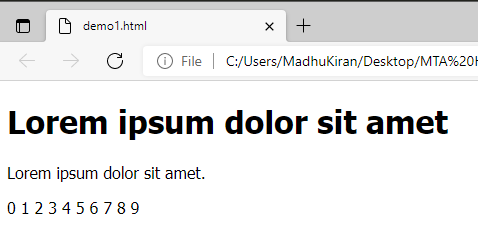 demo1.html
File | C:/Users/MadhuKiran/Desktop/MTA%20
Lorem ipsum dolor sit amet
Lorem ipsum dolor sit amet.
0 1 2 3 4 5 6 7 8 9